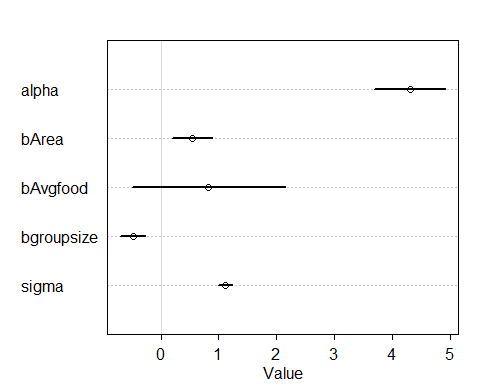 alpha
bArea
bAvgfood
bgroupsize
sigma
0 1 2 3 4 5
Value